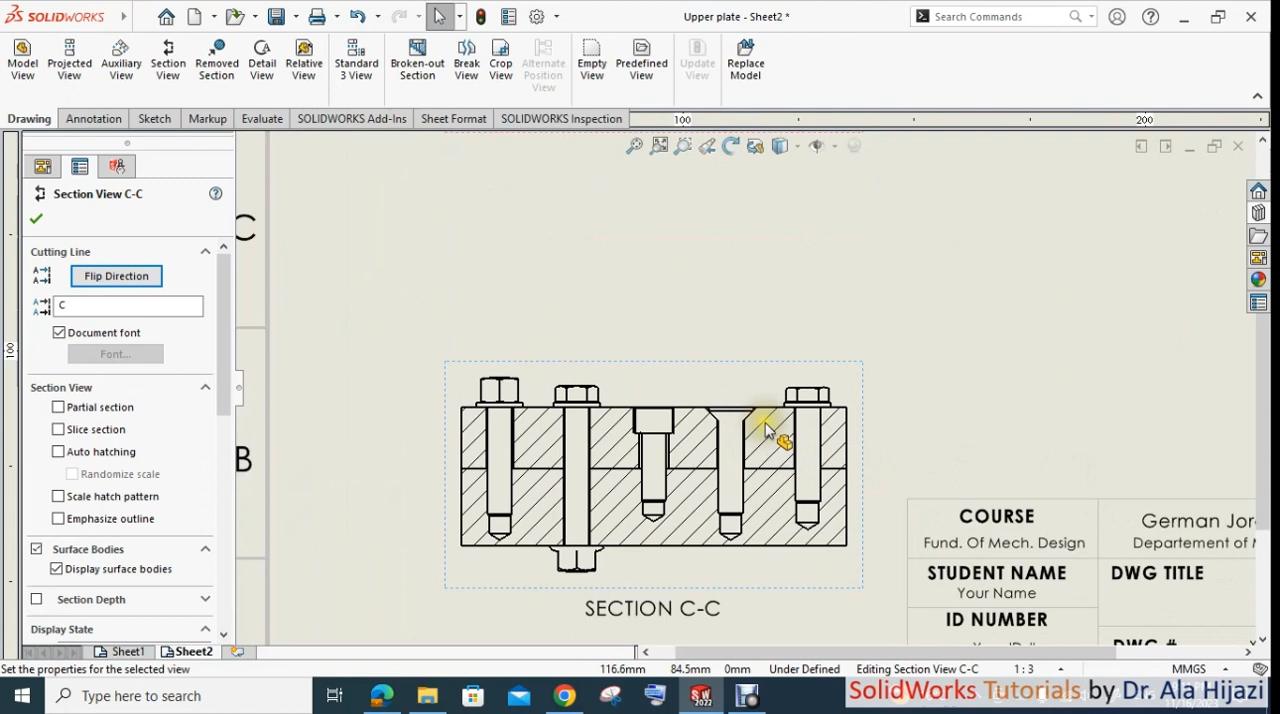 SOLIDWORKS
Upper plate - Sheet2 *
Search Commands
Model View
Projected View
Auxiliary View
Section View
Removed Section
Detail View
Relative View
Standard 3 View
Broken-out Section
Break View
Crop View
Alternate Position View
Empty View
Predefined View
Update View
Replace Model
Drawing
Annotation
Sketch
Markup
Evaluate
SOLIDWORKS Add-Ins
Sheet Format
SOLIDWORKS Inspection
100
200
Section View C-C
Cutting Line
Flip Direction
C
Document font
Font...
Section View
Partial section
Slice section
Auto hatching
Randomize scale
Scale hatch pattern
Emphasize outline
Surface Bodies
Display surface bodies
Section Depth
Display State
100
C
B
SECTION C-C
COURSE
Fund. Of Mech. Design
STUDENT NAME
Your Name
ID NUMBER
German Jor
Departement of
DWG TITLE
Sheet1
Sheet2
Set the properties for the selected view
116.6mm
84.5mm
0mm
Under Defined
Editing Section View C-C
1 : 3
MMGS
Type here to search
SW
2022
SolidWorks Tutorials by Dr. Ala Hijazi